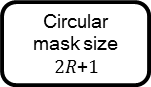 Circular
mask size
2R+1